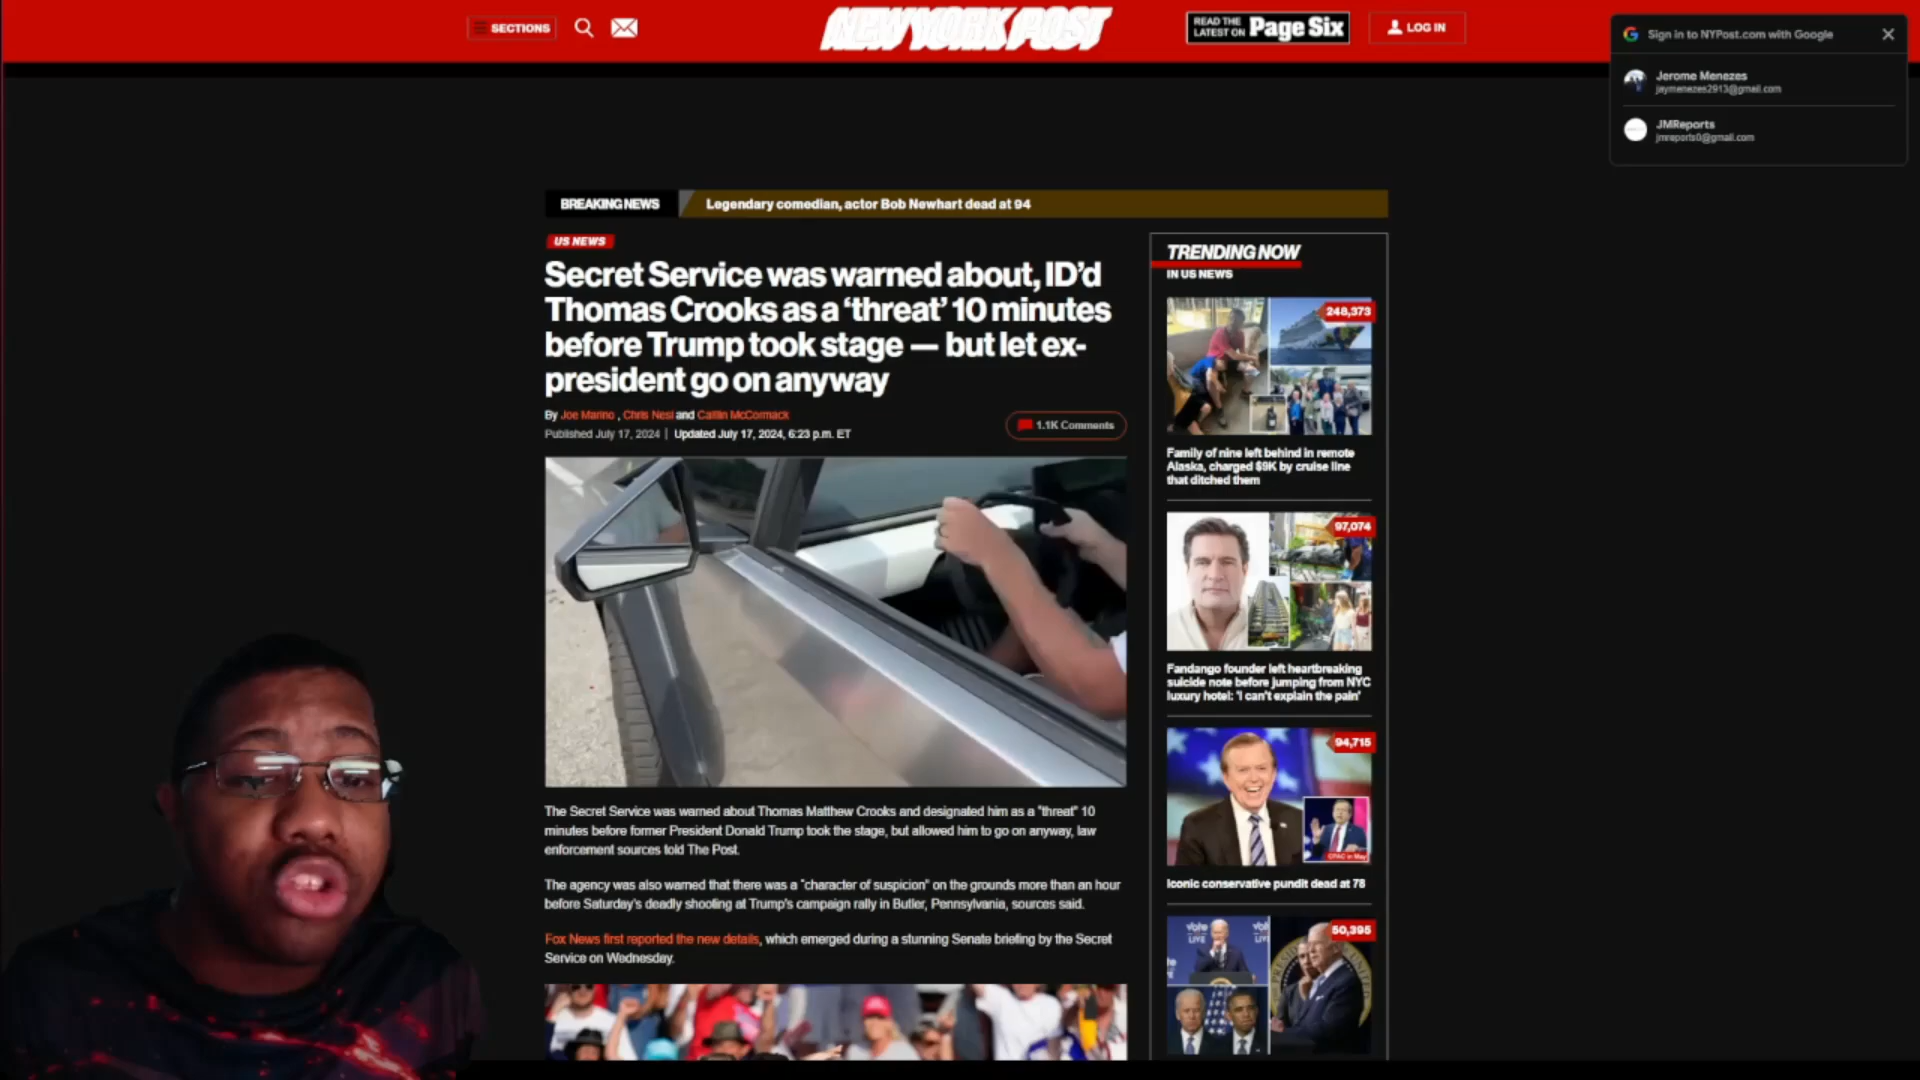 SECTIONS
NEW YORK POST
READ THE
LATEST ON
Page Six
LOG IN
Sign in to NYPost.com with Google
Jerome Menezes
jaymenezes2913@gmail.com
JMReports
jmreports0@gmail.com
BREAKING NEWS
Legendary comedian, actor Bob Newhart dead at 94
US NEWS
Secret Service was warned about, ID’d
Thomas Crooks as a ‘threat’ 10 minutes
before Trump took stage — but let ex-
president go on anyway
By Joe Marino , Chris Nesi and Caitlin McCormack
Published July 17, 2024 | Updated July 17, 2024, 6:23 p.m. ET
1.1K Comments
The Secret Service was warned about Thomas Matthew Crooks and designated him as a “threat” 10
minutes before former President Donald Trump took the stage, but allowed him to go on anyway, law
enforcement sources told The Post.
The agency was also warned that there was a “character of suspicion” on the grounds more than an hour
before Saturday’s deadly shooting at Trump’s campaign rally in Butler, Pennsylvania, sources said.
Fox News first reported the new details, which emerged during a stunning Senate briefing by the Secret
Service on Wednesday.
TRENDING NOW
IN US NEWS
248,373
Family of nine left behind in remote
Alaska, charged $9K by cruise line
that ditched them
97,074
Fandango founder left heartbreaking
suicide note before jumping from NYC
luxury hotel: ‘I can’t explain the pain’
94,715
CPAC in May
Iconic conservative pundit dead at 78
50,395
vote
LIVE